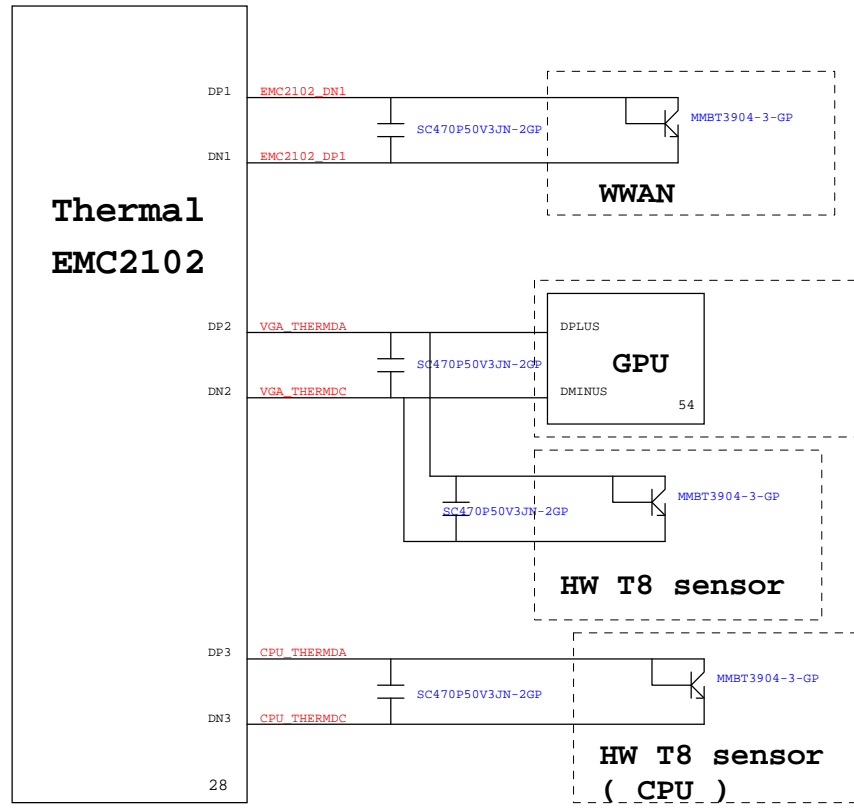 DP1 EMC2102_DN1
MMBT3904-3-GP
SC470P50V3JN-2GP
DN1 EMC2102_DP1
WWAN
Thermal
EMC2102
DP2 VGA_THERMDA
DPLUS
SC470P50V3JN-2GP
GPU
DN2 VGA_THERMDC
DMINUS
54
MMBT3904-3-GP
SC470P50V3JN-2GP
HW T8 sensor
DP3 CPU_THERMDA
MMBT3904-3-GP
SC470P50V3JN-2GP
DN3 CPU_THERMDC
HW T8 sensor
( CPU )
28